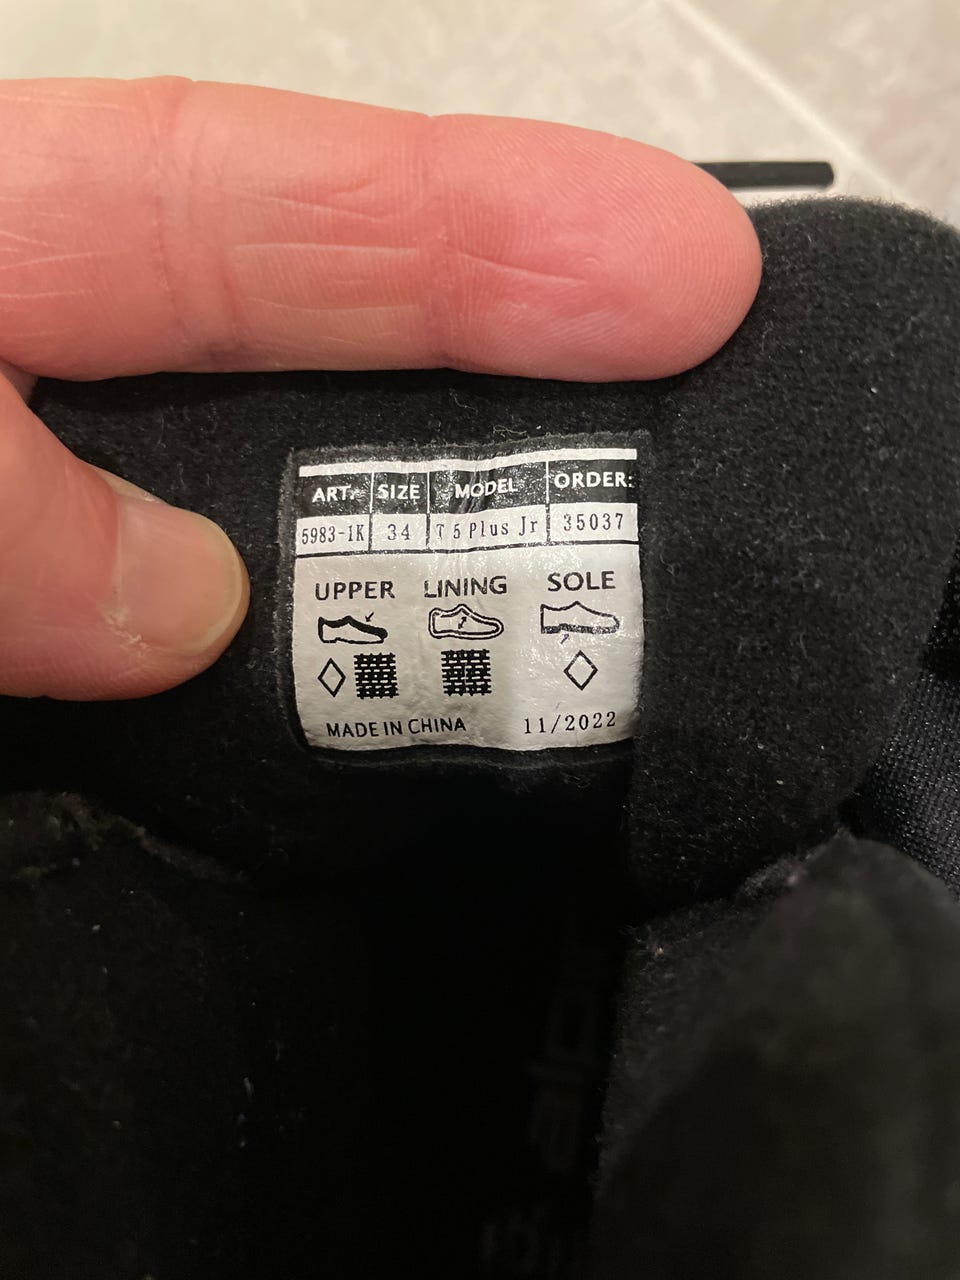 ART. SIZE MODEL ORDER:
5983-1K 34 T 5 Plus Jr 35037
UPPER LINING SOLE
MADE IN CHINA 11/2022